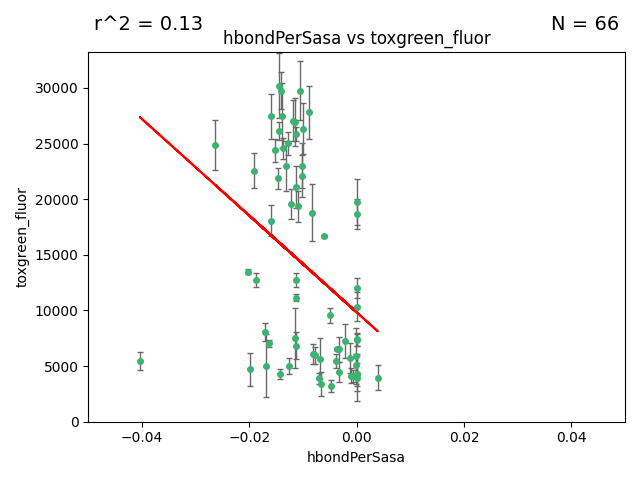 r^2 = 0.13
N = 66
hbondPerSasa vs toxgreen_fluor
30000
25000
20000
15000
10000
5000
0
toxgreen_fluor
−0.04
−0.02
0.00
0.02
0.04
hbondPerSasa